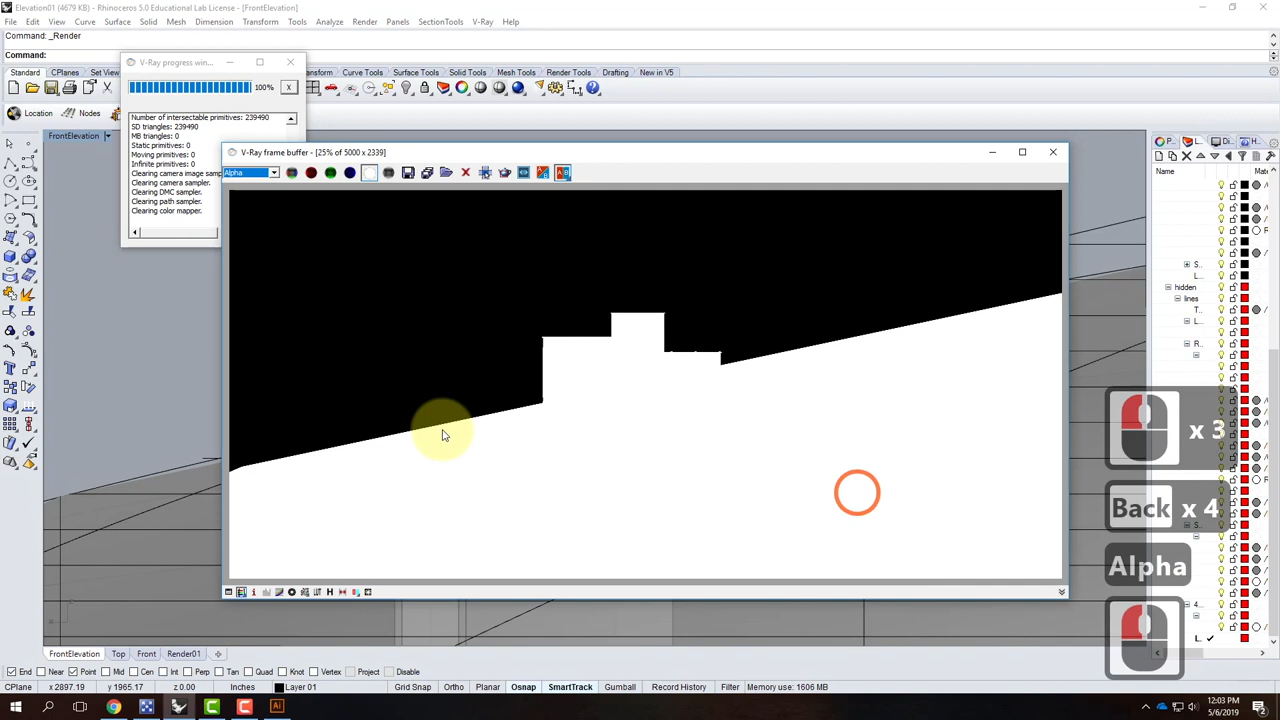 Elevation01 (4679 KB) - Rhinoceros 5.0 Educational Lab License - [FrontElevation]
File Edit View Curve Surface Solid Mesh Dimension Transform Tools Analyze Render Panels SectionTools V-Ray Help
Command: _Render
Command:
Standard CPlanes Set View
ansform Curve Tools Surface Tools Solid Tools Mesh Tools Render Tools Drafting New in V5
V-Ray progress win...
100% x
Location Nodes
Number of intersectable primitives: 239490
SD triangles: 239490
MB triangles: 0
Static primitives: 0
Moving primitives: 0
Infinite primitives: 0
Clearing camera image samp
Clearing camera sampler.
Clearing DMC sampler.
Clearing path sampler.
Clearing color mapper.
FrontElevation
V-Ray frame buffer - [25% of 5000 x 2339]
Alpha
P... L... Di... H...
Name Mate
S...
L...
hidden
lines
T...
L...
R...
x 3
Back x 4
Alpha
S...
4...
L...
FrontElevation Top Front Render01
End Near Point Mid Cen Int Perp Tan Quad Knot Vertex Project Disable
CPlane x 2897.19 y 1965.17 z 0.00 Inches Layer 01 Grid Snap Ortho Planar Osnap SmartTrack Gumball Record History Filter Memory use: 1606 MB
12:03 PM
5/6/2019